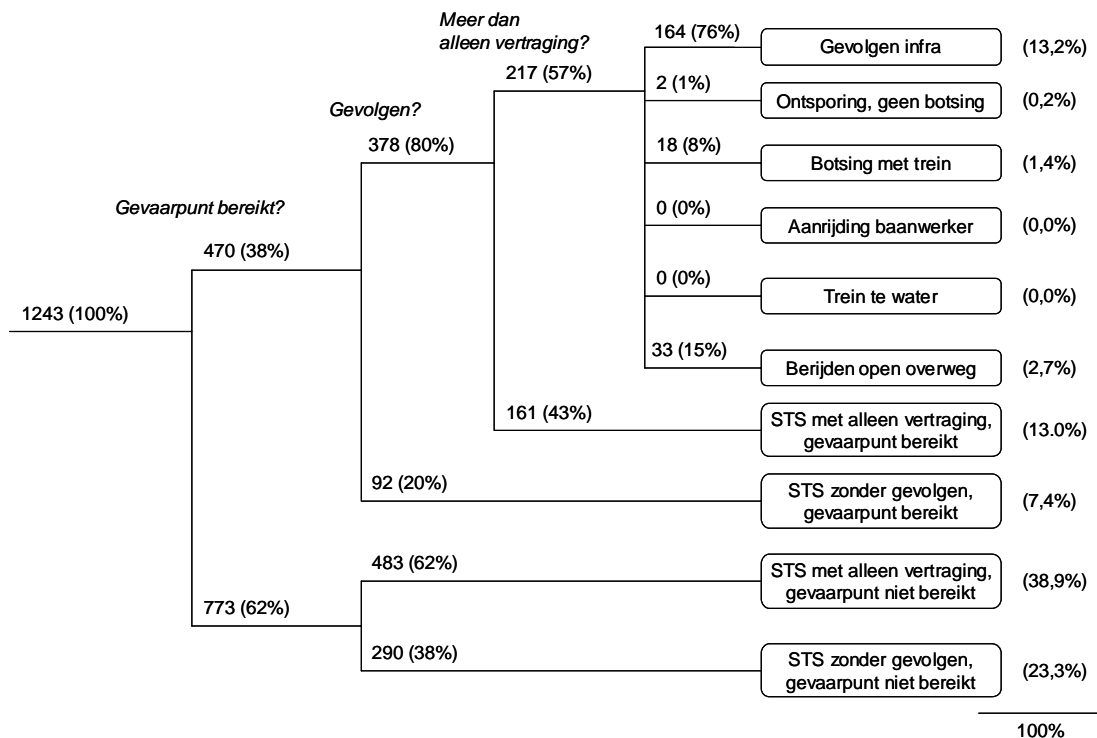 Meer dan
alleen vertraging?
164 (76%)
Gevolgen infra
(13,2%)
217 (57%)
2 (1%)
Ontsporing, geen botsing
(0,2%)
Gevolgen?
378 (80%)
18 (8%)
Botsing met trein
(1,4%)
Gevaarpunt bereikt?
0 (0%)
Aanrijding baanwerker
(0,0%)
470 (38%)
0 (0%)
Trein te water
(0,0%)
1243 (100%)
33 (15%)
Berijden open overweg
(2,7%)
161 (43%)
STS met alleen vertraging,
gevaarpunt bereikt
(13.0%)
92 (20%)
STS zonder gevolgen,
gevaarpunt bereikt
(7,4%)
483 (62%)
STS met alleen vertraging,
gevaarpunt niet bereikt
(38,9%)
773 (62%)
290 (38%)
STS zonder gevolgen,
gevaarpunt niet bereikt
(23,3%)
100%